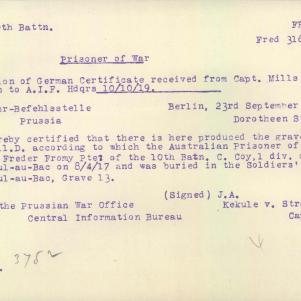 th Battn.
Fred 316
Prisoner of War
ion of German Certificate received from Capt. Mills
n to A.I.F. Hdqrs 10/10/19.
er-Befehlsstelle Berlin, 23rd September
Prussia Dorotheen S
reby certified that there is here produced the grave
.l.D. according to which the Australian Prisoner of
Freder Fromy Pte. of the 10th Batn. C. Coy, 1 div. d
ul-au-Bac on 8/4/17 and was buried in the Soldiers'
ul-au-Bac, Grave 13.
(Signed) J.A.
the Prussian War Office Kekule v. Str
Central Information Bureau Ca
3782